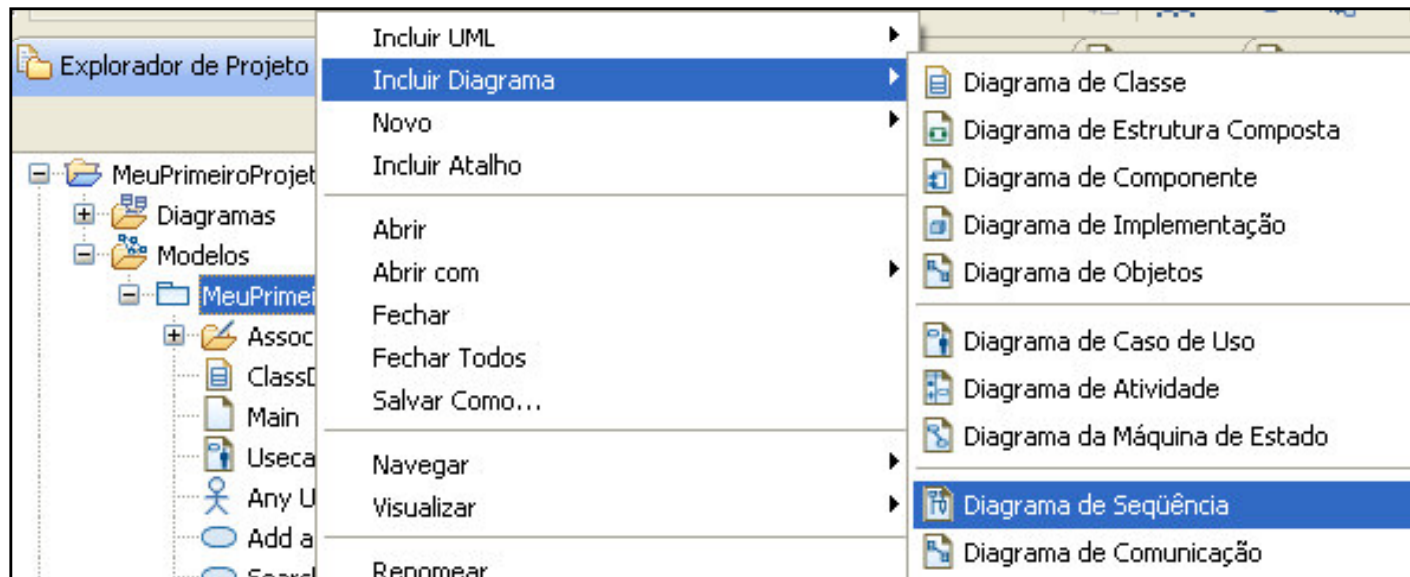 Explorador de Projeto
MeuPrimeiroProjet
Diagramas
Modelos
MeuPrimei
Assoc
ClassD
Main
Useca
Any U
Add a
Search
Incluir UML
Incluir Diagrama
Novo
Incluir Atalho
Abrir
Abrir com
Fechar
Fechar Todos
Salvar Como...
Navegar
Visualizar
Renomear
Diagrama de Classe
Diagrama de Estrutura Composta
Diagrama de Componente
Diagrama de Implementação
Diagrama de Objetos
Diagrama de Caso de Uso
Diagrama de Atividade
Diagrama da Máquina de Estado
Diagrama de Seqüência
Diagrama de Comunicação